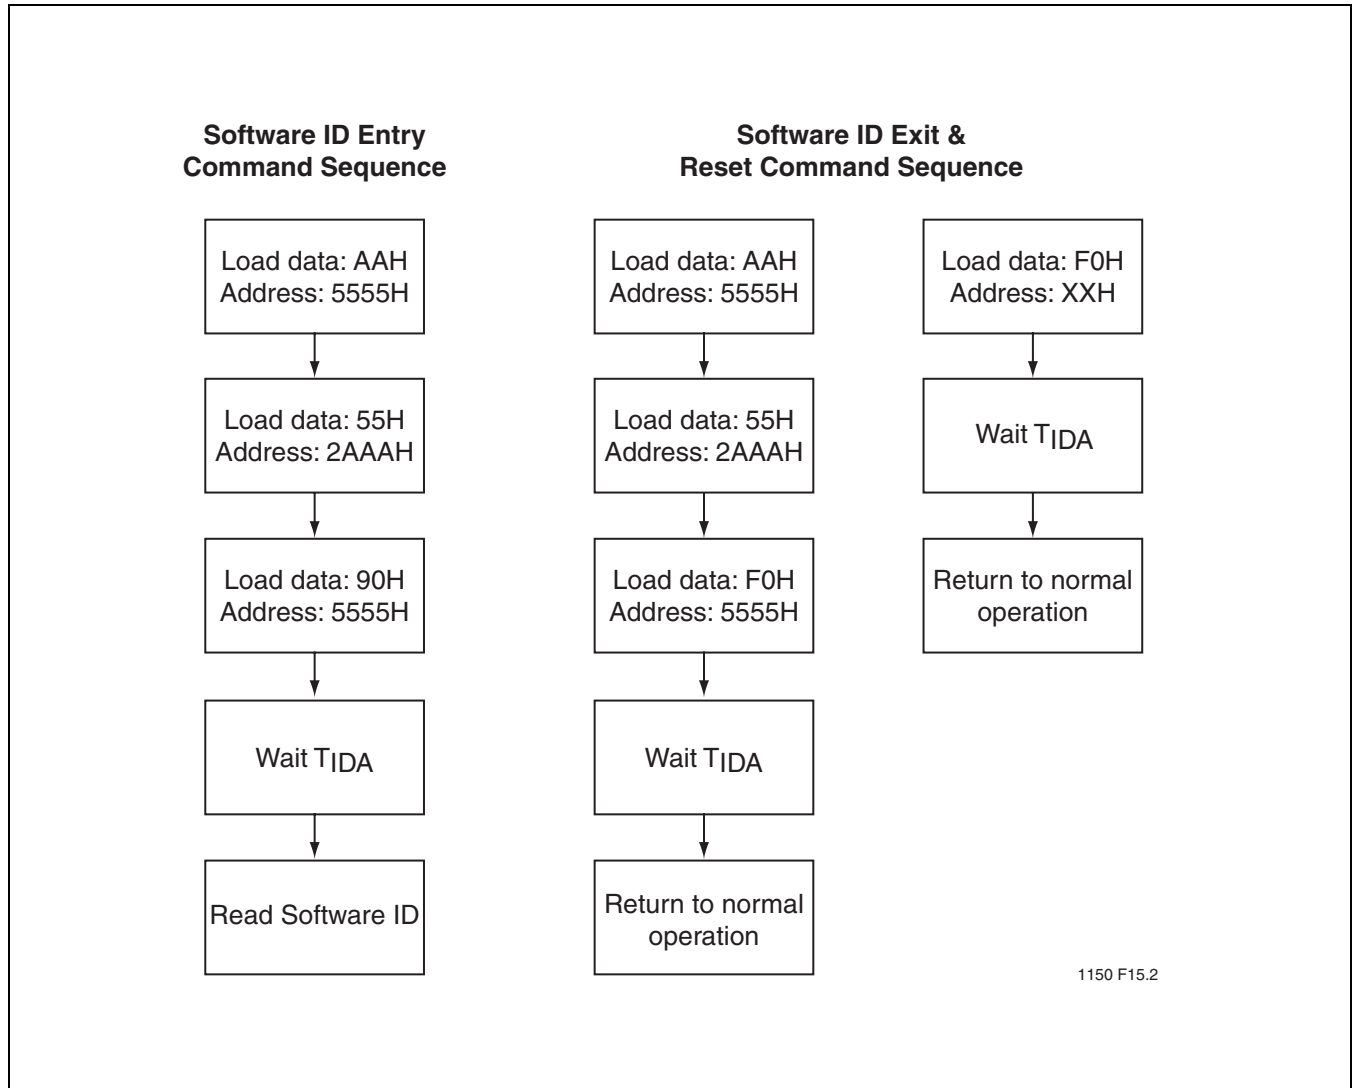 Software ID Entry
Command Sequence
Load data: AAH
Address: 5555H
Load data: 55H
Address: 2AAAH
Load data: 90H
Address: 5555H
Wait TIDA
Read Software ID
Software ID Exit &
Reset Command Sequence
Load data: AAH
Address: 5555H
Load data: 55H
Address: 2AAAH
Load data: F0H
Address: 5555H
Wait TIDA
Return to normal
operation
Load data: F0H
Address: XXH
Wait TIDA
Return to normal
operation
1150 F15.2